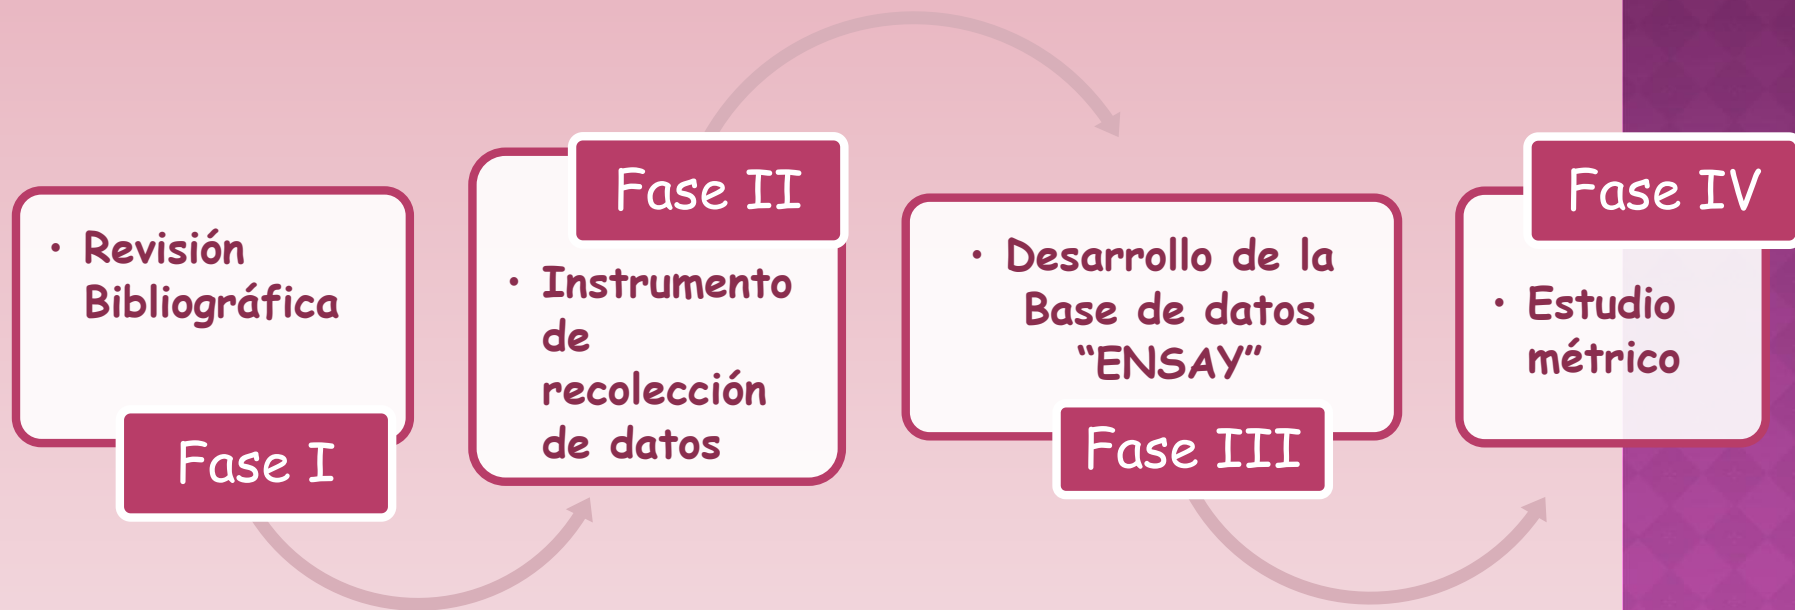 • Revisión
Bibliográfica
Fase I
Fase II
• Instrumento
de
recolección
de datos
• Desarrollo de la
Base de datos
“ENSAY”
Fase III
Fase IV
• Estudio
métrico